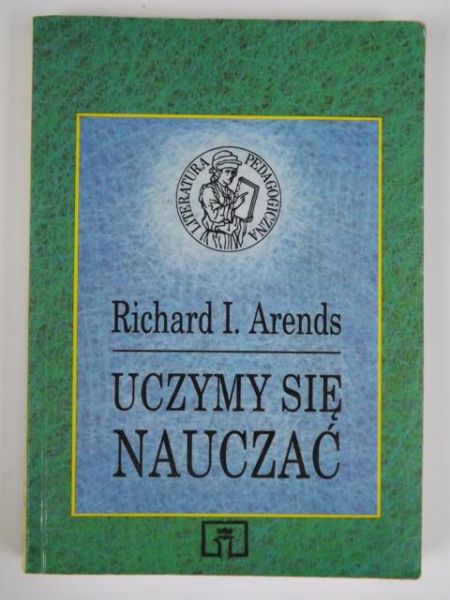 LITERATURA PEDAGOGICZNA
Richard I. Arends
UCZYMY SIĘ
NAUCZAĆ